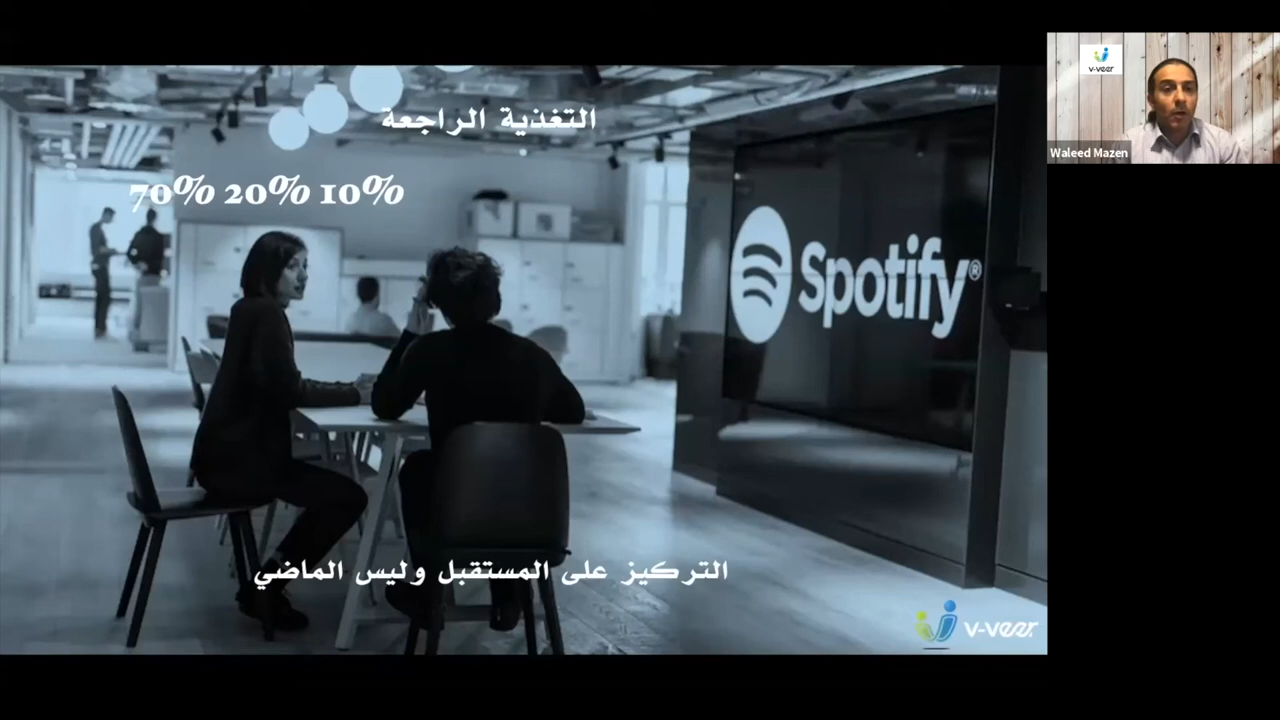 التغذية الراجعة
70% 20% 10%
Spotify®
التركيز على المستقبل وليس الماضي
v-veer
v-veer
Waleed Mazen